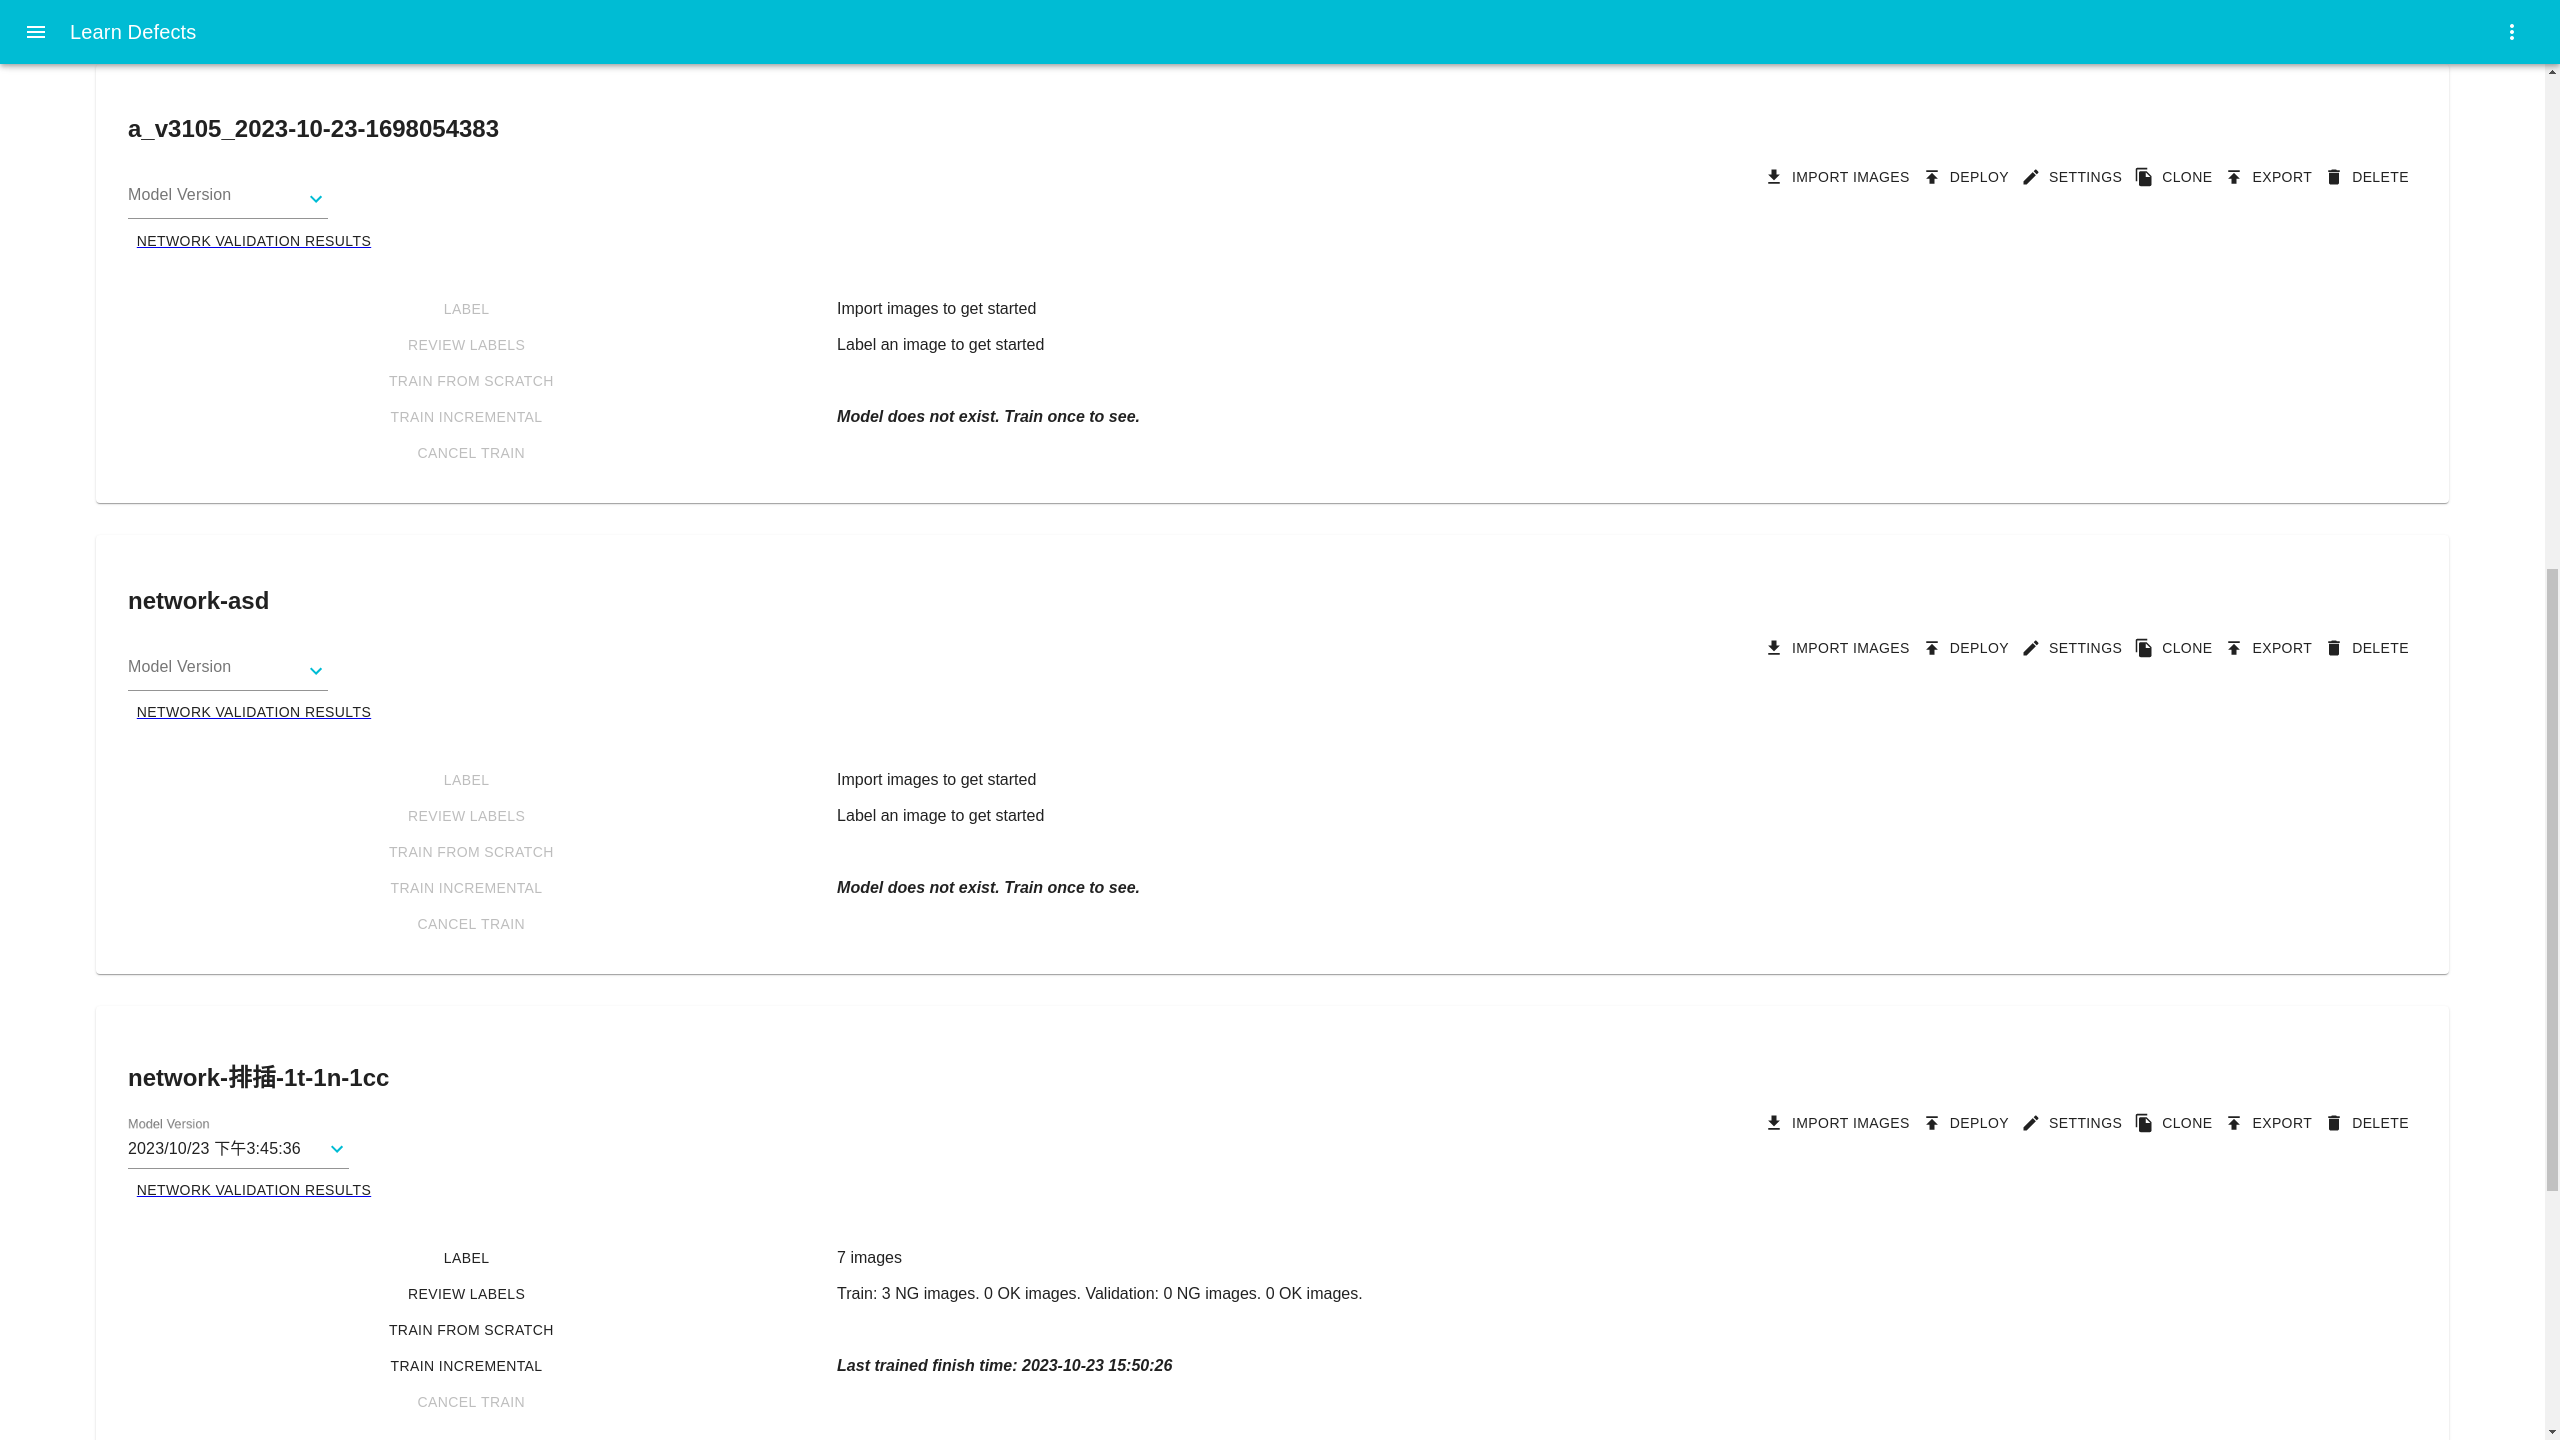 Learn Defects
a_v3105_2023-10-23-1698054383
IMPORT IMAGES DEPLOY SETTINGS CLONE EXPORT DELETE
Model Version
NETWORK VALIDATION RESULTS
LABEL Import images to get started
REVIEW LABELS Label an image to get started
TRAIN FROM SCRATCH
TRAIN INCREMENTAL Model does not exist. Train once to see.
CANCEL TRAIN
network-asd
IMPORT IMAGES DEPLOY SETTINGS CLONE EXPORT DELETE
Model Version
NETWORK VALIDATION RESULTS
LABEL Import images to get started
REVIEW LABELS Label an image to get started
TRAIN FROM SCRATCH
TRAIN INCREMENTAL Model does not exist. Train once to see.
CANCEL TRAIN
network-排插-1t-1n-1cc
IMPORT IMAGES DEPLOY SETTINGS CLONE EXPORT DELETE
Model Version
2023/10/23 下午3:45:36
NETWORK VALIDATION RESULTS
LABEL 7 images
REVIEW LABELS Train: 3 NG images. 0 OK images. Validation: 0 NG images. 0 OK images.
TRAIN FROM SCRATCH
TRAIN INCREMENTAL Last trained finish time: 2023-10-23 15:50:26
CANCEL TRAIN